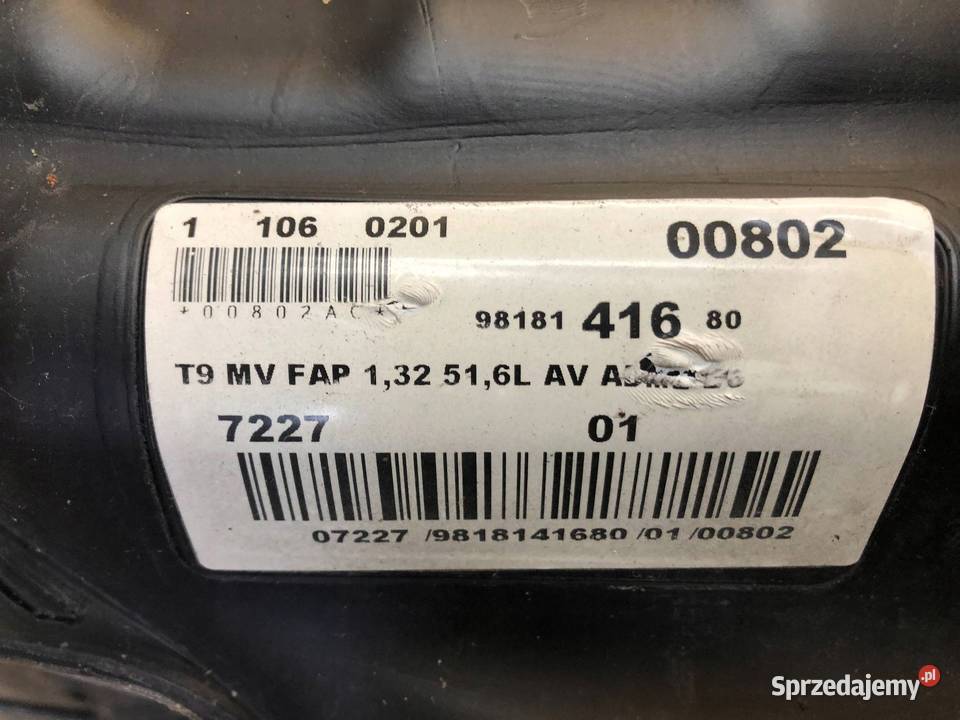 1 106 0201
00802
*00802AC*
98181 416 80
T9 MV FAP 1,32 51,6L AV
7227 01
07227 /9818141680 /01 /00802
Sprzedajemy.pl